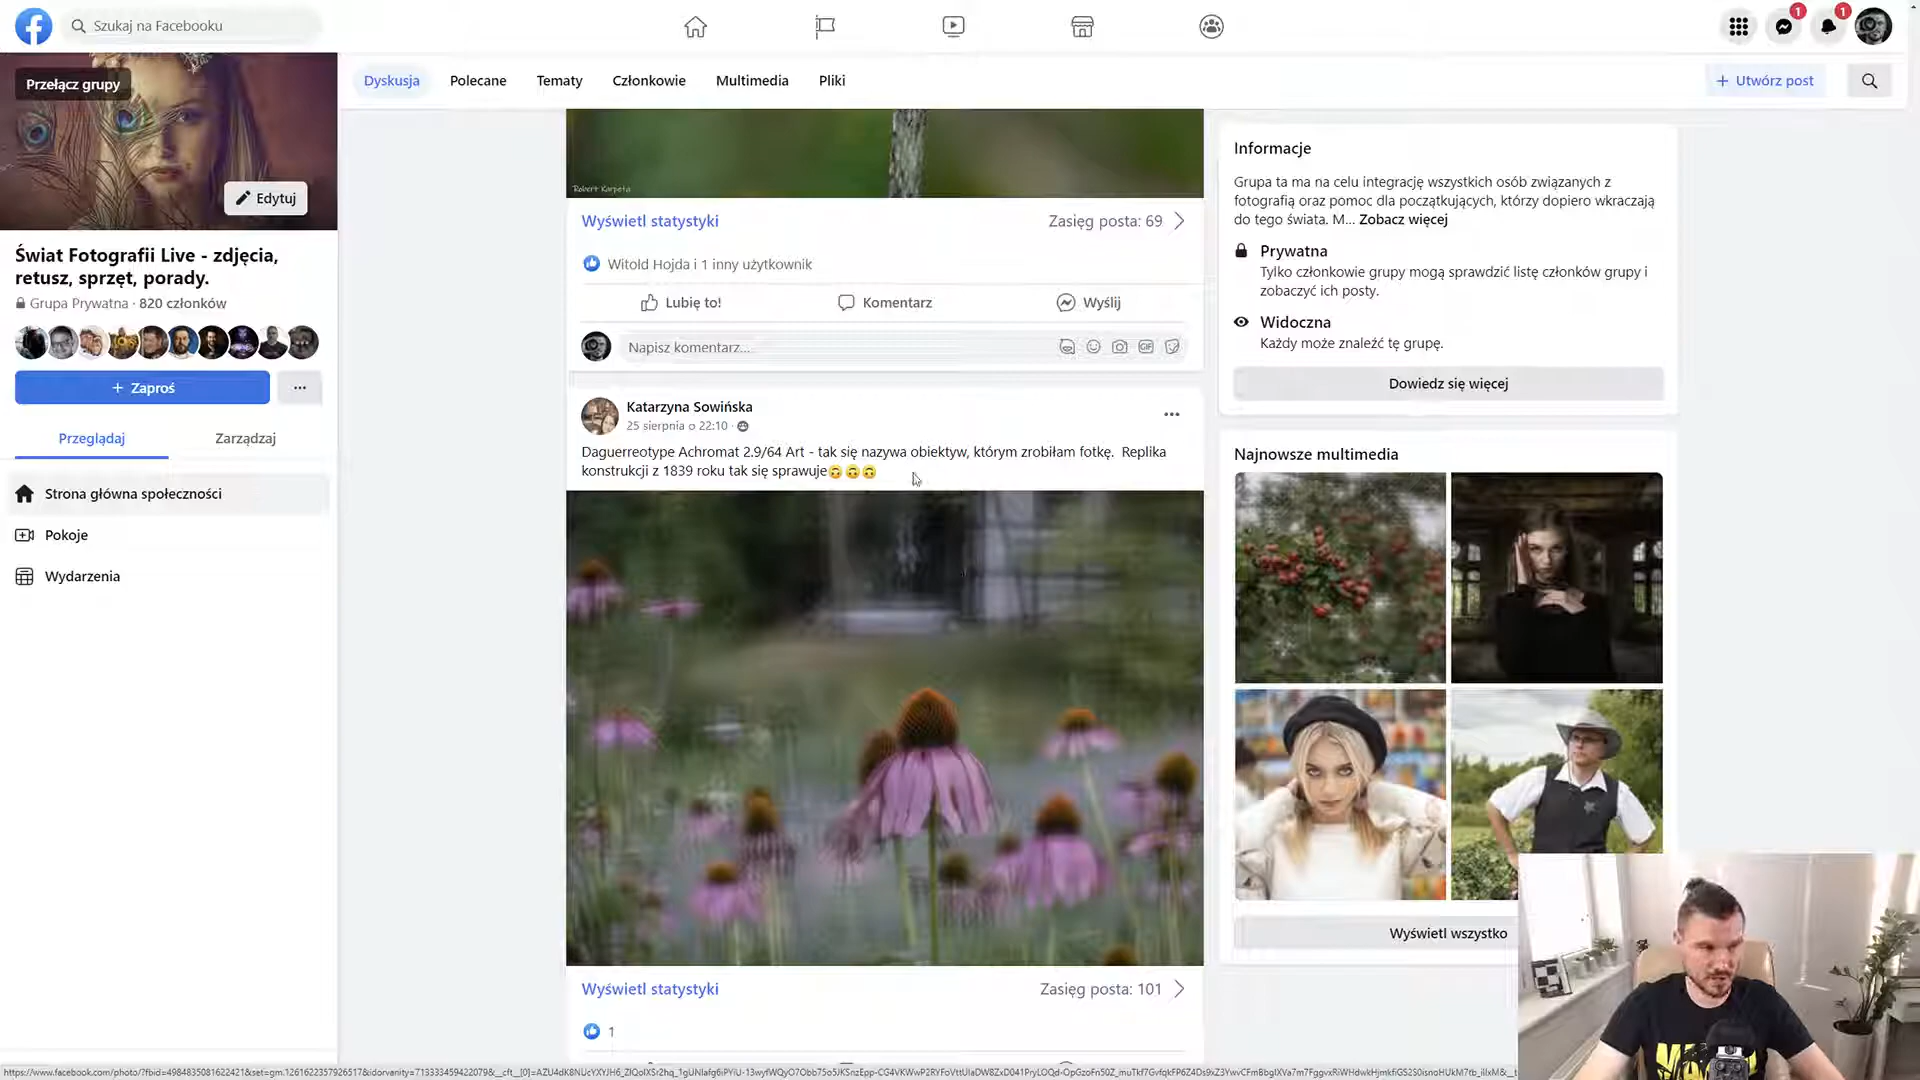 Szukaj na Facebooku
1
1
Przełącz grupy
Edytuj
Świat Fotografii Live - zdjęcia,
retusz, sprzęt, porady.
Grupa Prywatna · 820 członków
+ Zaproś
Przeglądaj
Zarządzaj
Strona główna społeczności
Pokoje
Wydarzenia
Dyskusja
Polecane
Tematy
Członkowie
Multimedia
Pliki
+ Utwórz post
Robert Karpeta
Wyświetl statystyki
Zasięg posta: 69
Witold Hojda i 1 inny użytkownik
Lubię to!
Komentarz
Wyślij
Napisz komentarz...
GIF
Katarzyna Sowińska
25 sierpnia o 22:10 ·
Daguerreotype Achromat 2.9/64 Art - tak się nazywa obiektyw, którym zrobiłam fotkę. Replika
konstrukcji z 1839 roku tak się sprawuje🙃🙃🙃
Wyświetl statystyki
Zasięg posta: 101
1
Informacje
Grupa ta ma na celu integrację wszystkich osób związanych z
fotografią oraz pomoc dla początkujących, którzy dopiero wkraczają
do tego świata. M... Zobacz więcej
Prywatna
Tylko członkowie grupy mogą sprawdzić listę członków grupy i
zobaczyć ich posty.
Widoczna
Każdy może znaleźć tę grupę.
Dowiedz się więcej
Najnowsze multimedia
Wyświetl wszystko